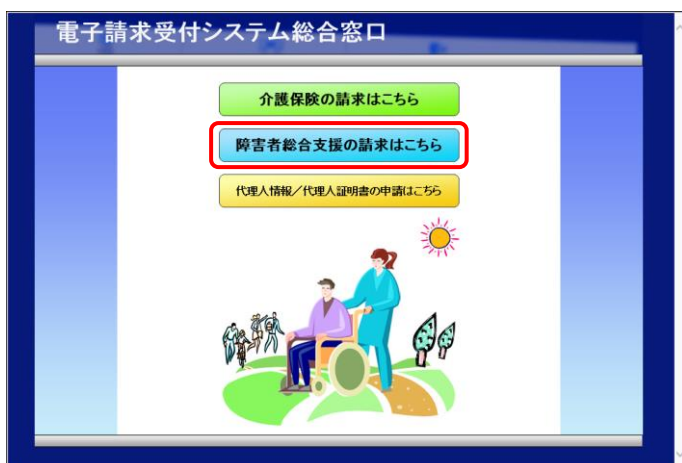 電子請求受付システム総合窓口
介護保険の請求はこちら
障害者総合支援の請求はこちら
代理人情報／代理人証明書の申請はこちら